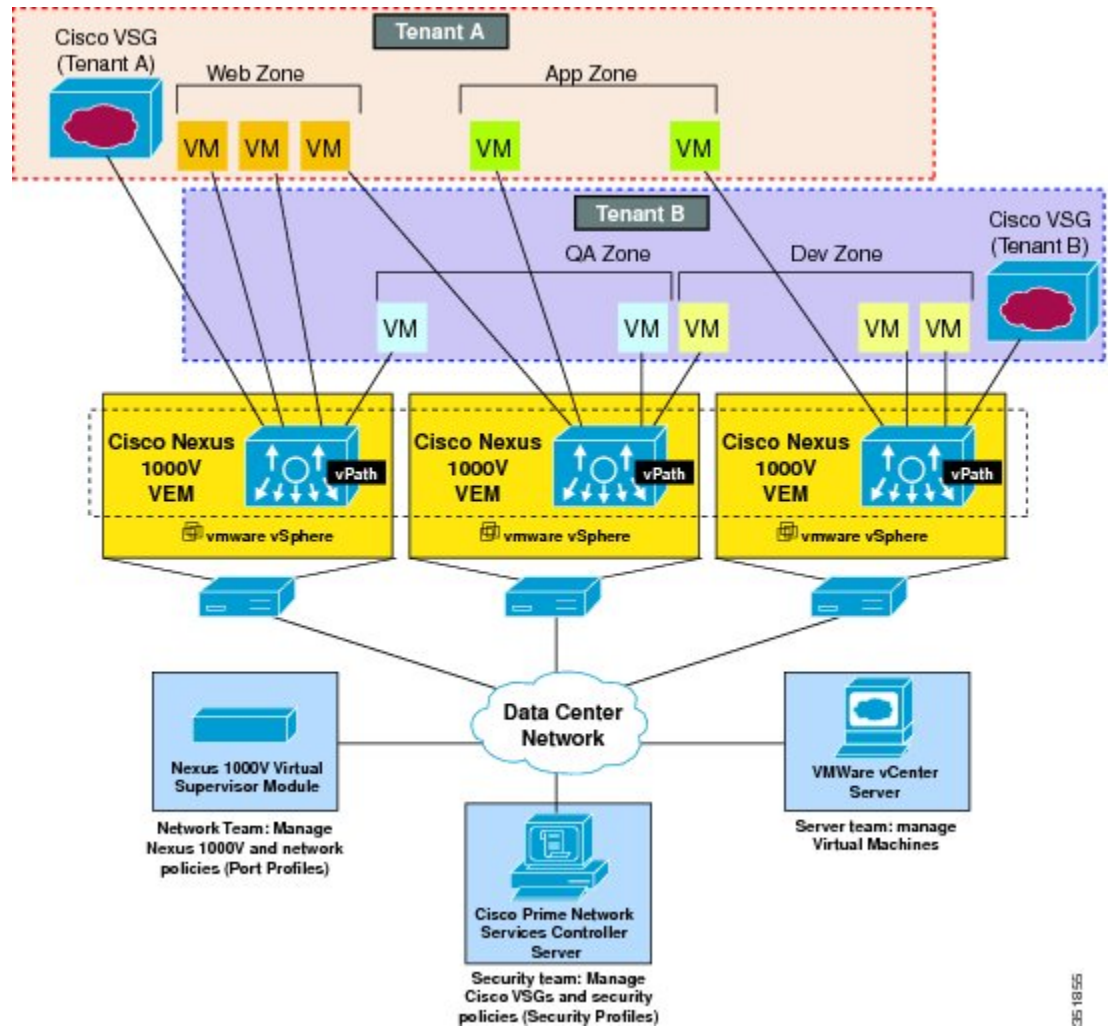 Tenant A
Cisco VSG
(Tenant A)
Web Zone
App Zone
VM
VM
VM
VM
VM
Tenant B
Cisco VSG
(Tenant B)
QA Zone
Dev Zone
VM
VM
VM
VM
VM
Cisco Nexus
1000V
VEM
vPath
vmware vSphere
Cisco Nexus
1000V
VEM
vPath
vmware vSphere
Cisco Nexus
1000V
VEM
vPath
vmware vSphere
Data Center
Network
Nexus 1000V Virtual
Supervisor Module
Network Team: Manage
Nexus 1000V and network
policies (Port Profiles)
VMWare vCenter
Server
Server team: manage
Virtual Machines
Cisco Prime Network
Services Controller
Server
Security team: Manage
Cisco VSGs and security
policies (Security Profiles)
351855